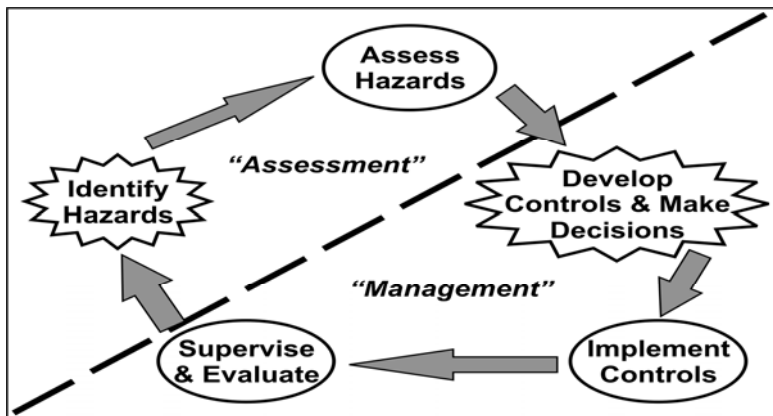 Assess
Hazards
“Assessment”
Identify
Hazards
Develop
Controls & Make
Decisions
“Management”
Supervise
& Evaluate
Implement
Controls